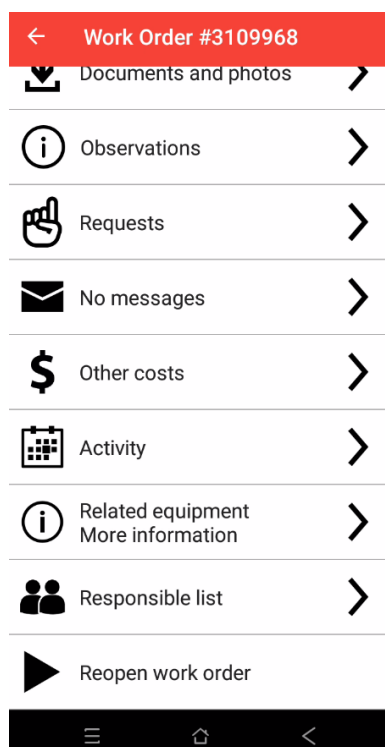 Work Order #3109968
Documents and photos
Observations
Requests
No messages
Other costs
Activity
Related equipment
More information
Responsible list
Reopen work order